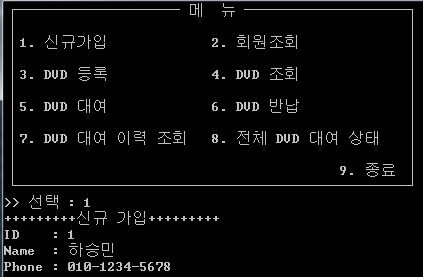 메 뉴
1. 신규가입 2. 회원조회
3. DVD 등록 4. DVD 조회
5. DVD 대여 6. DVD 반납
7. DVD 대여 이력 조회 8. 전체 DVD 대여 상태
9. 종료
>> 선택 : 1
+++++++++신규 가입+++++++++
ID : 1
Name : 하승민
Phone : 010-1234-5678